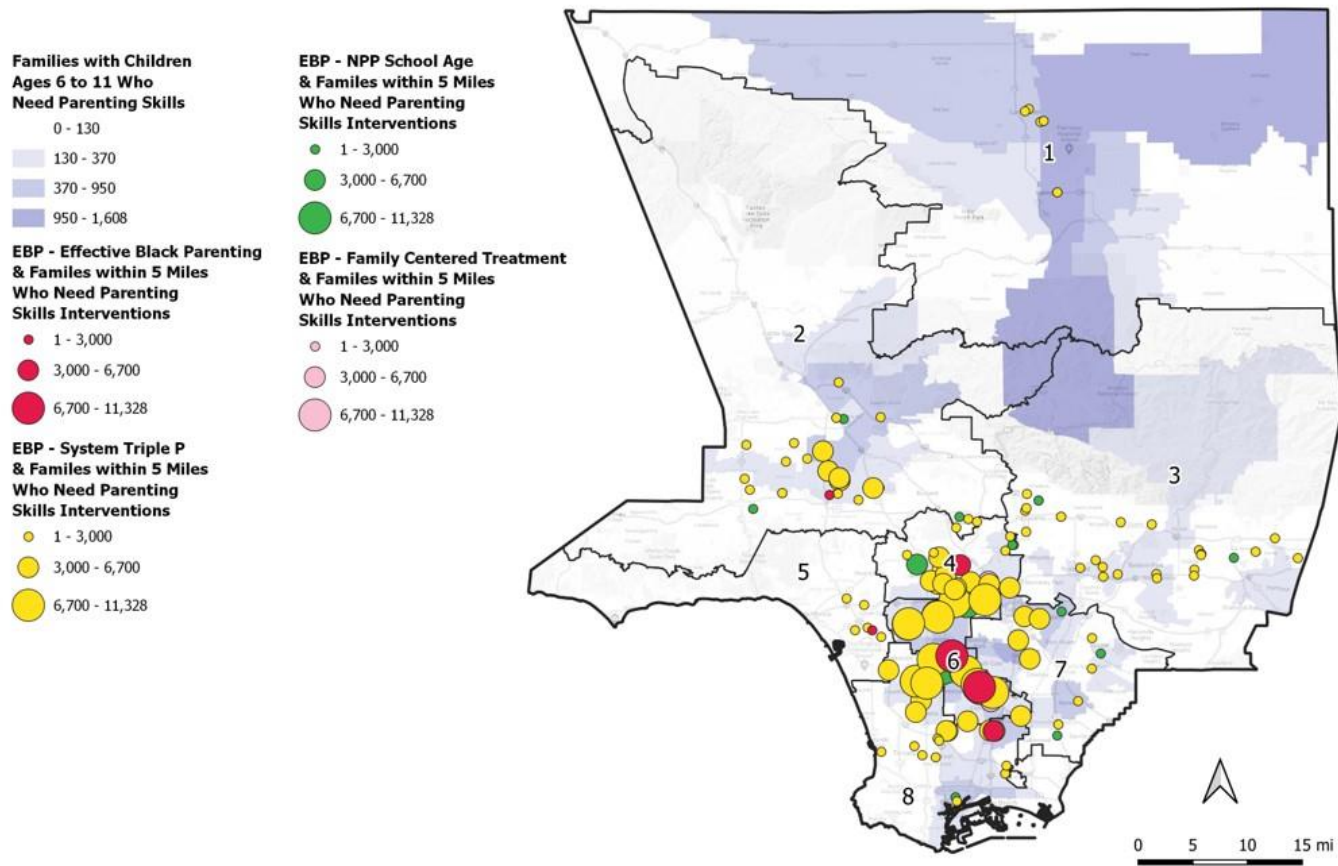 Families with Children
Ages 6 to 11 Who
Need Parenting Skills
0 - 130
130 - 370
370 - 950
950 - 1,608
EBP - Effective Black Parenting
& Familes within 5 Miles
Who Need Parenting
Skills Interventions
1 - 3,000
3,000 - 6,700
6,700 - 11,328
EBP - System Triple P
& Familes within 5 Miles
Who Need Parenting
Skills Interventions
1 - 3,000
3,000 - 6,700
6,700 - 11,328
EBP - NPP School Age
& Familes within 5 Miles
Who Need Parenting
Skills Interventions
1 - 3,000
3,000 - 6,700
6,700 - 11,328
EBP - Family Centered Treatment
& Familes within 5 Miles
Who Need Parenting
Skills Interventions
1 - 3,000
3,000 - 6,700
6,700 - 11,328
1
2
3
4
5
6
7
8
0 5 10 15 mi